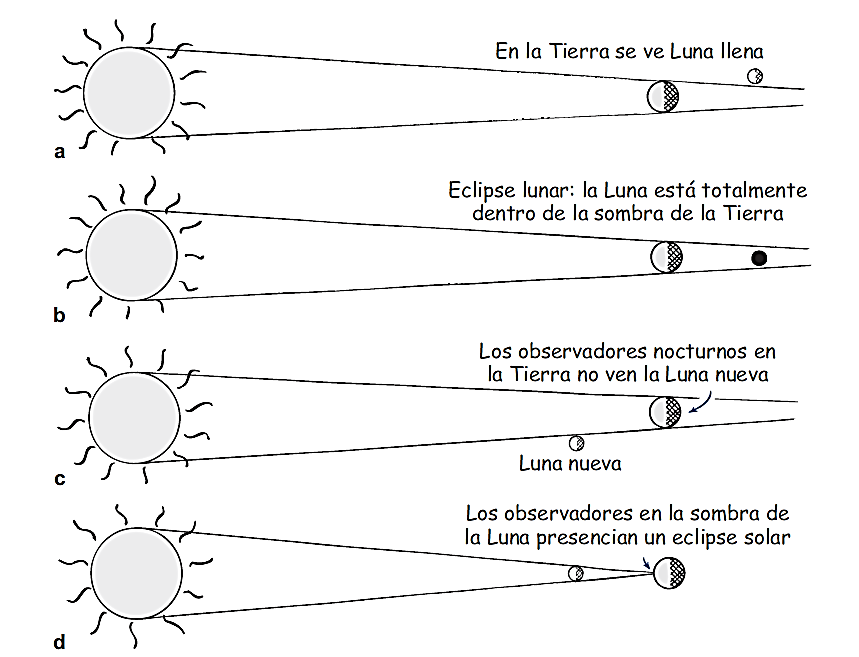 En la Tierra se ve Luna llena
a
Eclipse lunar: la Luna está totalmente
dentro de la sombra de la Tierra
b
Los observadores nocturnos en
la Tierra no ven la Luna nueva
Luna nueva
c
Los observadores en la sombra de
la Luna presencian un eclipse solar
d